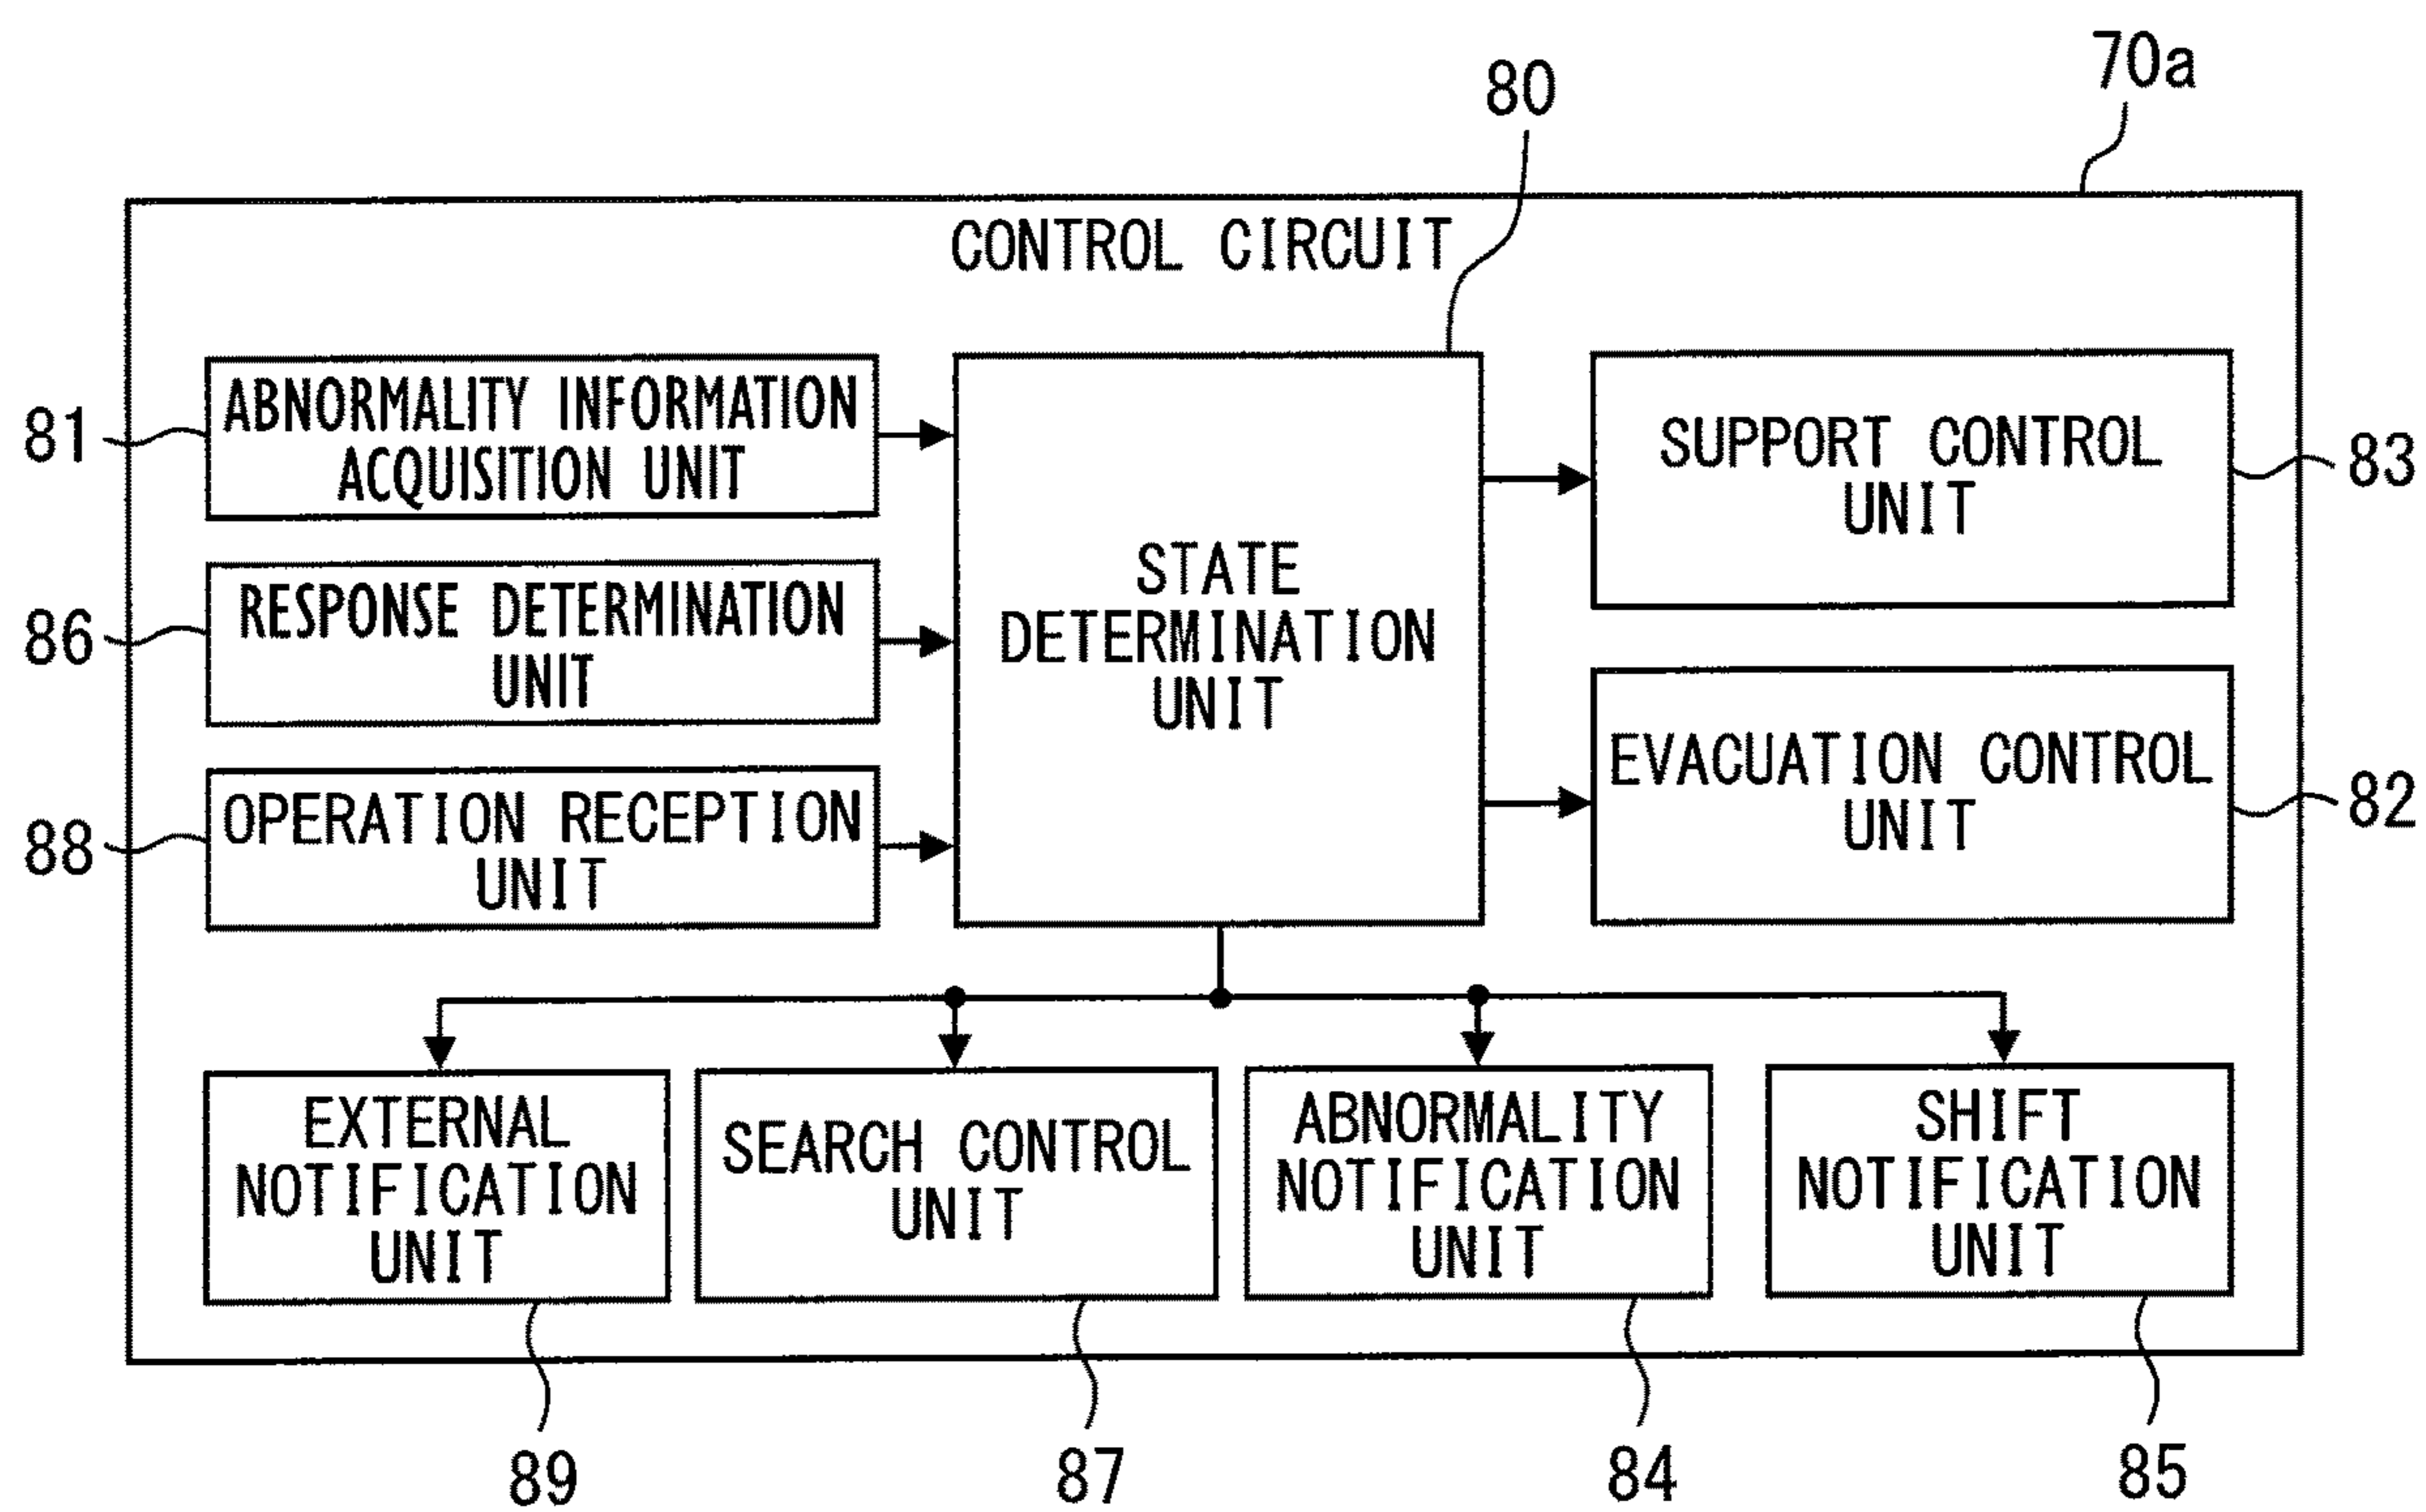 70a
80
CONTROL CIRCUIT
81
ABNORMALITY INFORMATION
ACQUISITION UNIT
86
RESPONSE DETERMINATION
UNIT
88
OPERATION RECEPTION
UNIT
STATE
DETERMINATION
UNIT
SUPPORT CONTROL
UNIT
83
EVACUATION CONTROL
UNIT
82
EXTERNAL
NOTIFICATION
UNIT
SEARCH CONTROL
UNIT
ABNORMALITY
NOTIFICATION
UNIT
SHIFT
NOTIFICATION
UNIT
89
87
84
85